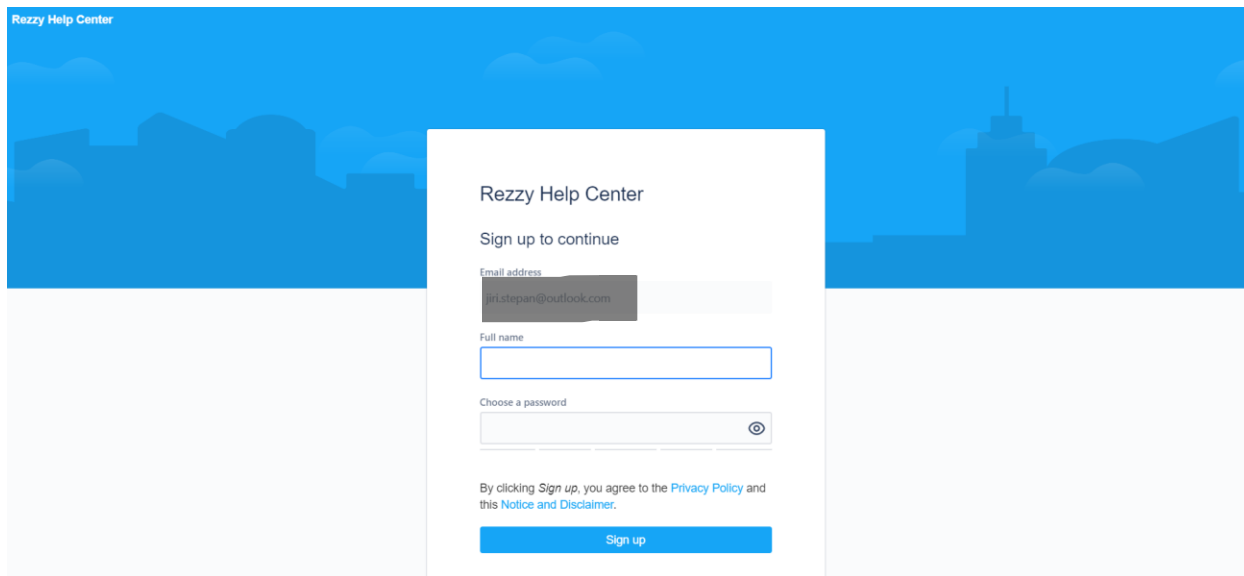 Rezzy Help Center
Rezzy Help Center
Sign up to continue
Email address
jiri.stepan@outlook.com
Full name
Choose a password
By clicking Sign up, you agree to the Privacy Policy and
this Notice and Disclaimer.
Sign up